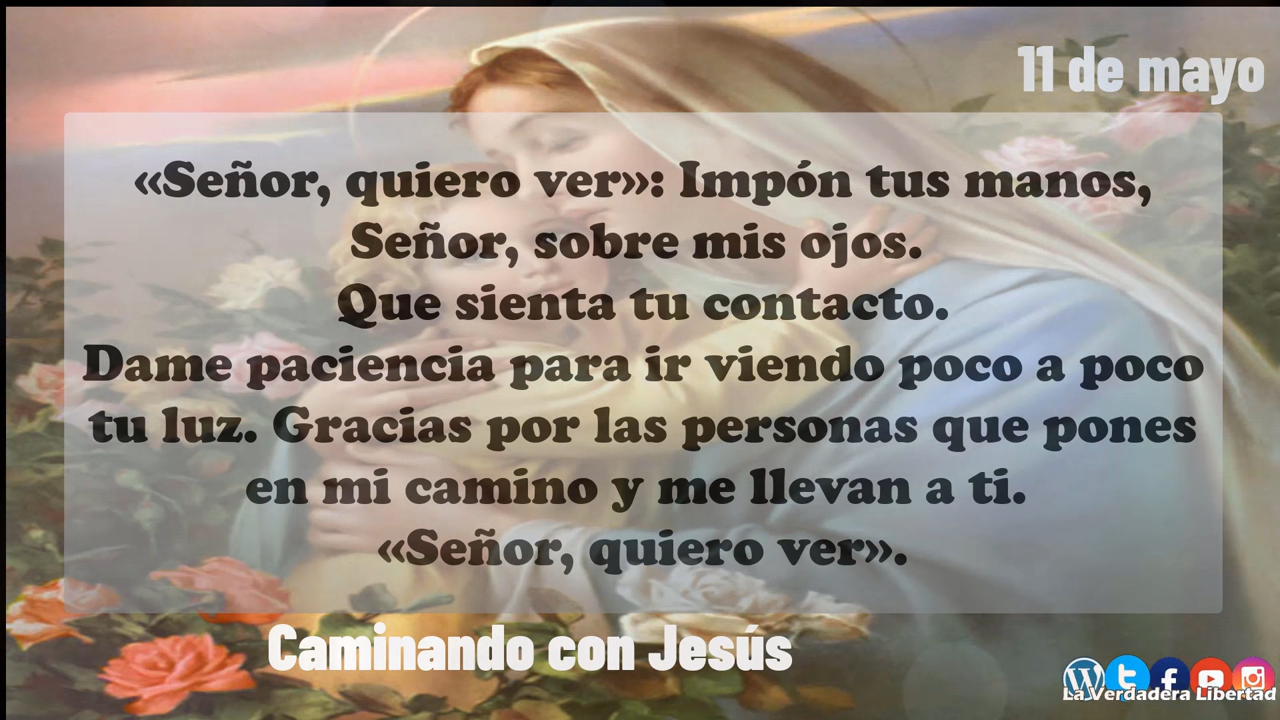 11 de mayo
«Señor, quiero ver»: Impón tus manos,
Señor, sobre mis ojos.
Que sienta tu contacto.
Dame paciencia para ir viendo poco a poco
tu luz. Gracias por las personas que pones
en mi camino y me llevan a ti.
«Señor, quiero ver».
Caminando con Jesús
La Verdadera Libertad